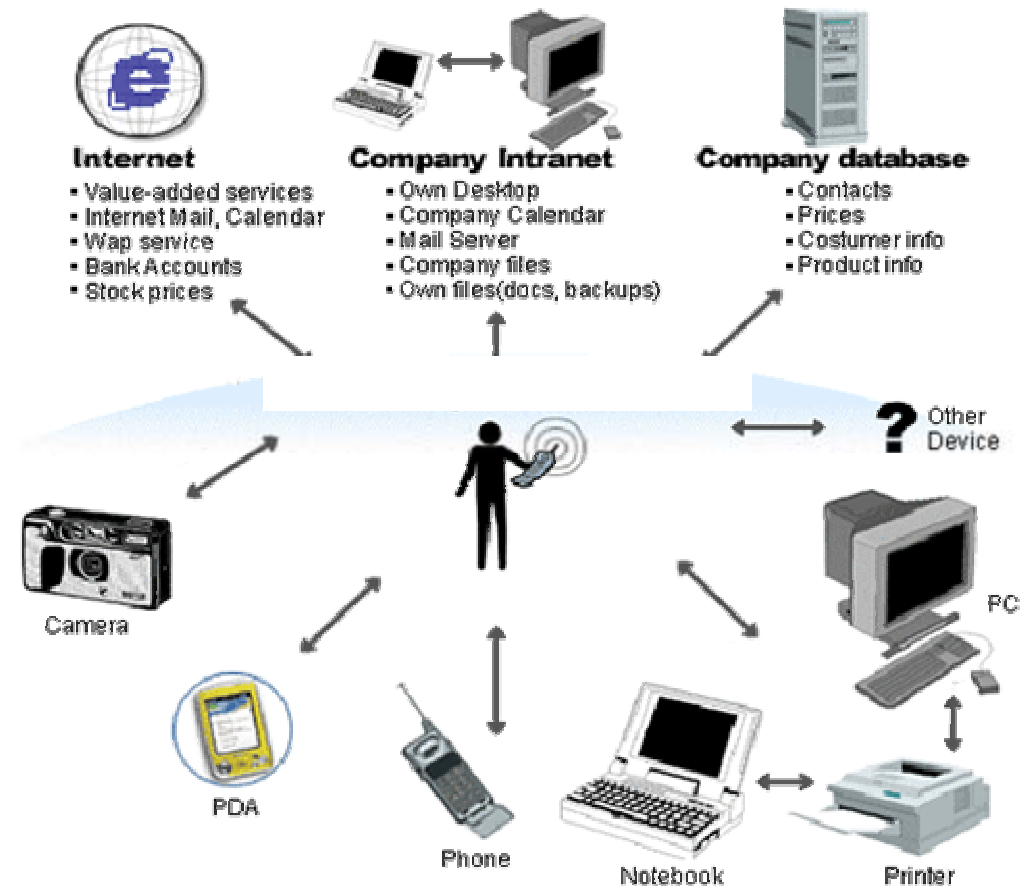 Internet
▪ Value-added services
▪ Internet Mail, Calendar
▪ Wap service
▪ Bank Accounts
▪ Stock prices
Company Intranet
▪ Own Desktop
▪ Company Calendar
▪ Mail Server
▪ Company files
▪ Own files(docs, backups)
Company database
▪ Contacts
▪ Prices
▪ Costumer info
▪ Product info
? Other
Device
Camera
PC
PDA
Phone
Notebook
Printer